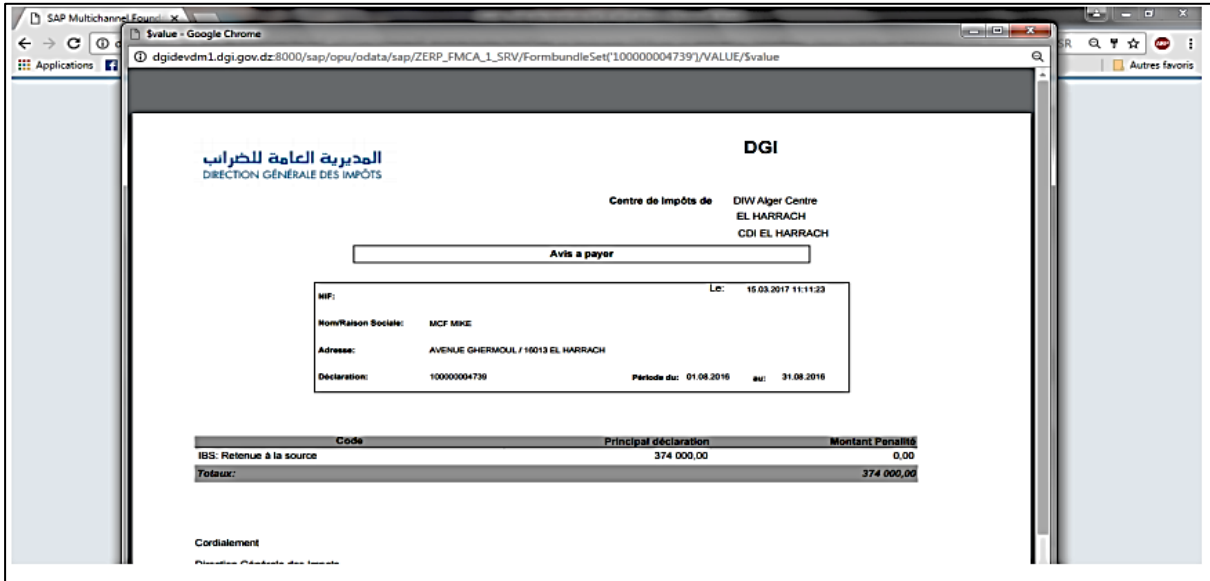 SAP Multichannel Found
$value - Google Chrome
dgidevdm1.dgi.gov.dz:8000/sap/opu/odata/sap/ZERP_FMCA_1_SRV/FormbundleSet('100000004739')/VALUE/$value
Applications
Autres favoris
المديرية العامة للضرائب
DIRECTION GÉNÉRALE DES IMPÔTS
DGI
Centre de Impôts de DIW Alger Centre
EL HARRACH
CDI EL HARRACH
Avis a payer
Le: 15.03.2017 11:11:23
NIF:
Nom/Raison Sociale: MCF MIKE
Adresse: AVENUE GHERMOUL / 16013 EL HARRACH
Déclaration: 100000004739 Période du: 01.08.2016 au: 31.08.2016
Code Principal déclaration Montant Penalité
IBS: Retenue à la source 374 000,00 0,00
Totaux: 374 000,00
Cordialement
Direction Générale des Impots